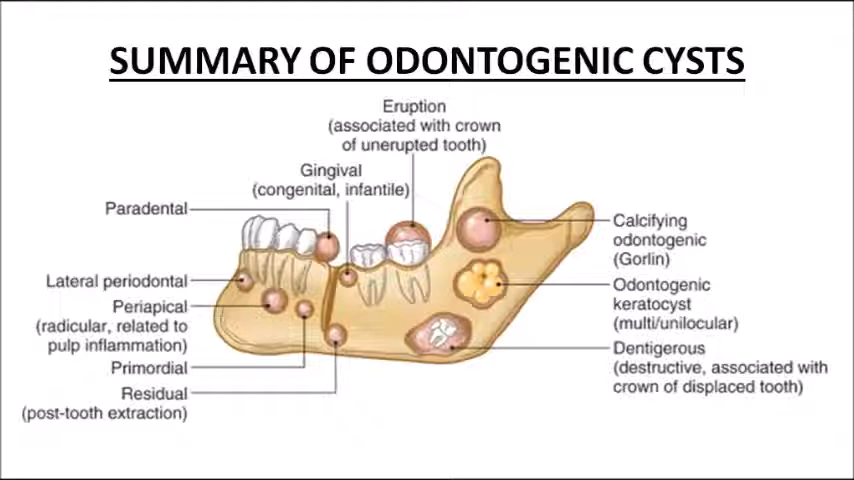 SUMMARY OF ODONTOGENIC CYSTS
Eruption
(associated with crown
of unerupted tooth)
Gingival
(congenital, infantile)
Paradental
Lateral periodontal
Periapical
(radicular, related to
pulp inflammation)
Primordial
Residual
(post-tooth extraction)
Calcifying
odontogenic
(Gorlin)
Odontogenic
keratocyst
(multi/unilocular)
Dentigerous
(destructive, associated with
crown of displaced tooth)